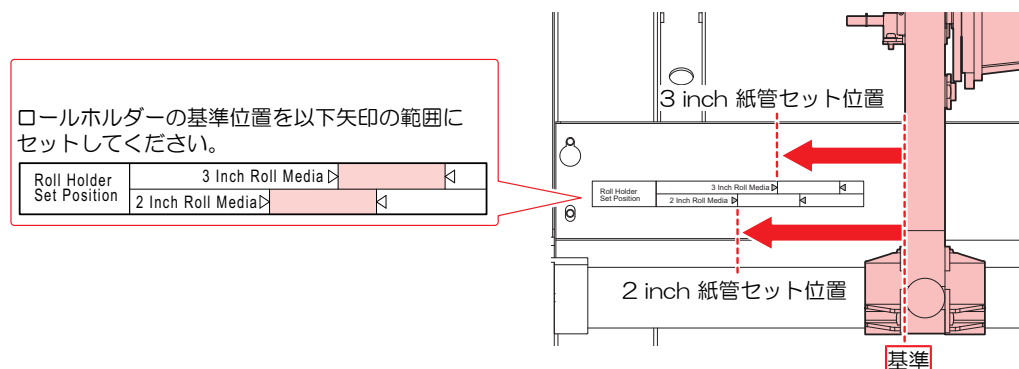 ロールホルダーの基準位置を以下矢印の範囲に
セットしてください。
Roll Holder
Set Position
3 Inch Roll Media
2 Inch Roll Media
3 inch 紙管セット位置
Roll Holder
Set Position
3 Inch Roll Media
2 Inch Roll Media
2 inch 紙管セット位置
基準